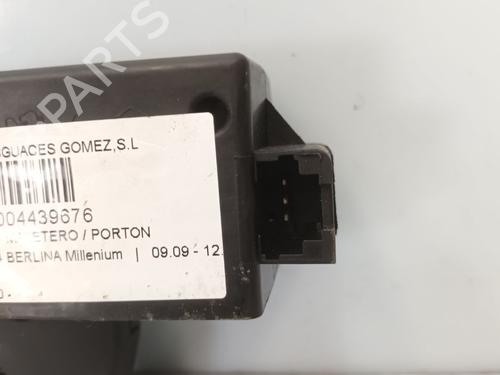 PARTS
GUACES GOMEZ,S.L
004439676
ETERO / PORTON
BERLINA Millenium | 09.09 - 12.